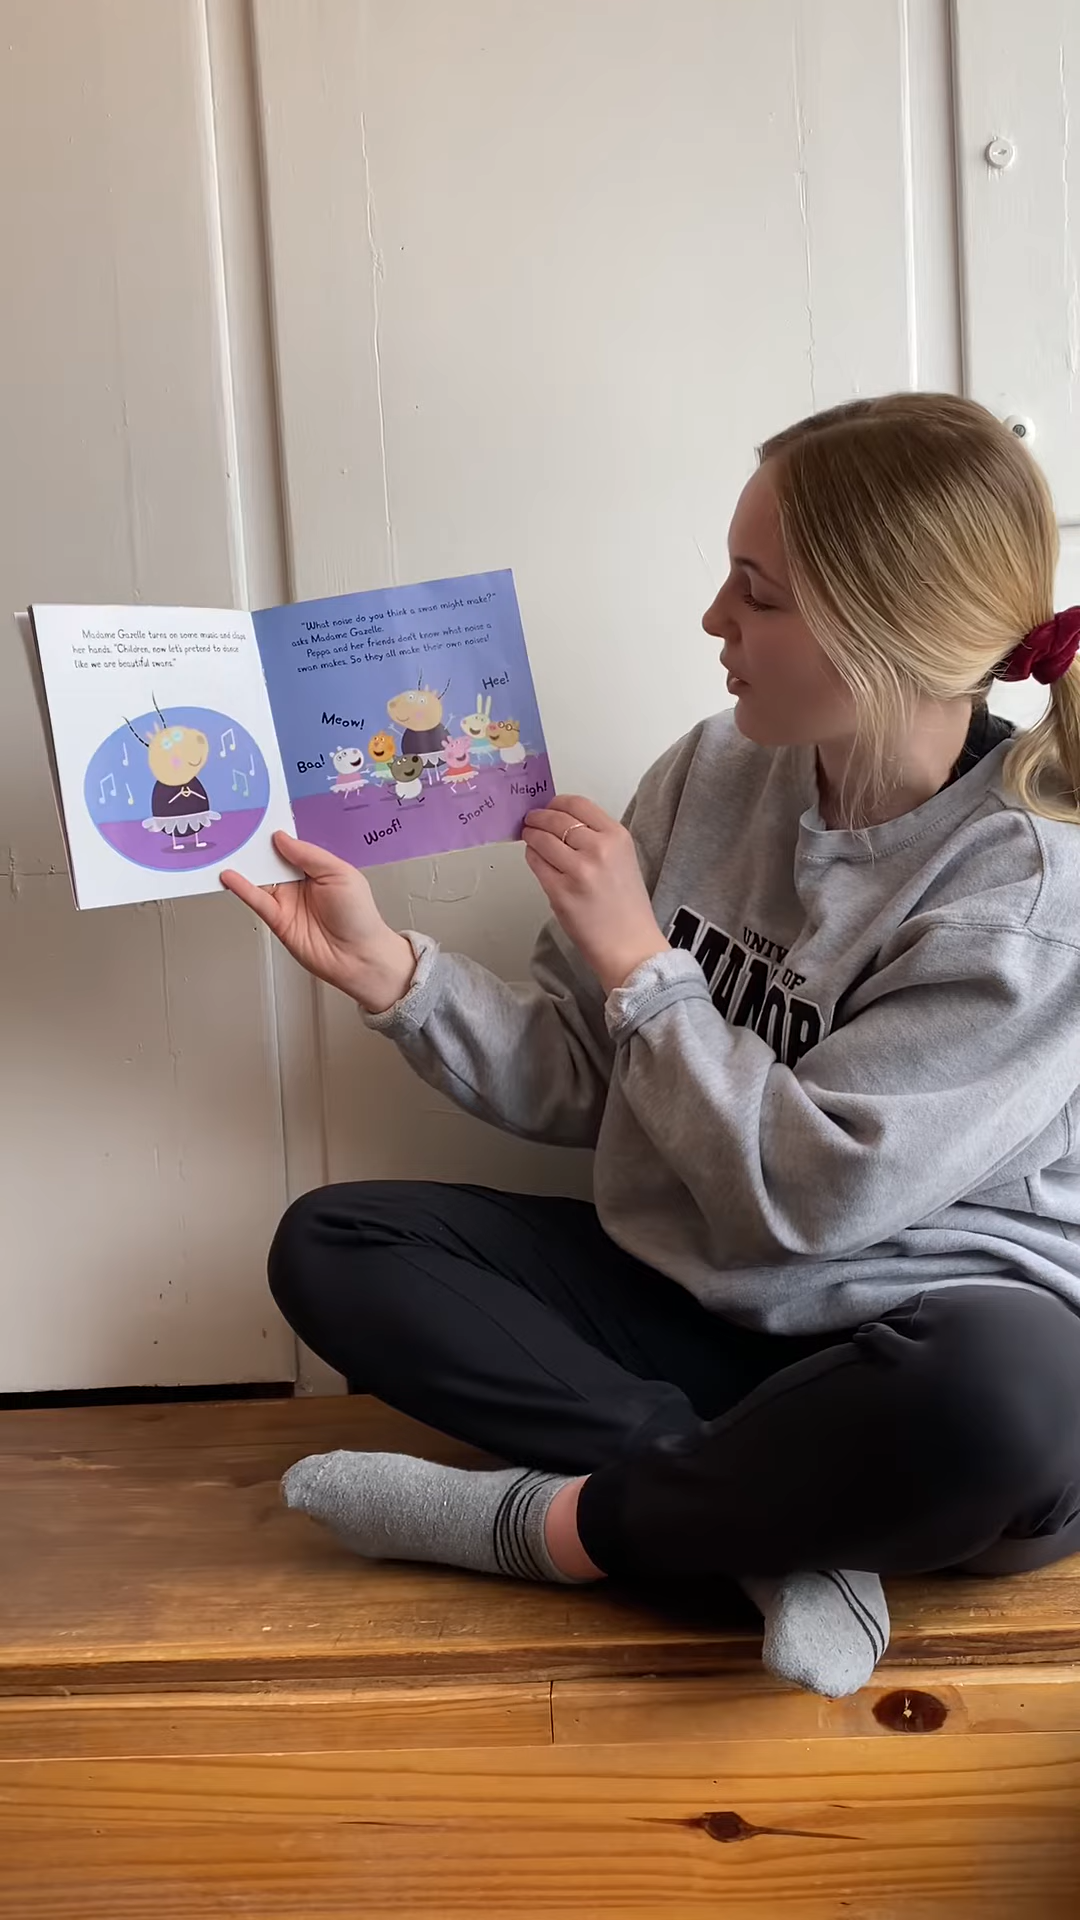 Madame Gazelle turns on some music and claps
her hands. "Children, now let's pretend to dance
like we are beautiful swans."
"What noise do you think a swan might make?"
asks Madame Gazelle.
Peppa and her friends don't know what noise a
swan makes. So they all make their own noises!
Hee!
Meow!
Baa!
Neigh!
Snort!
Woof!
OF